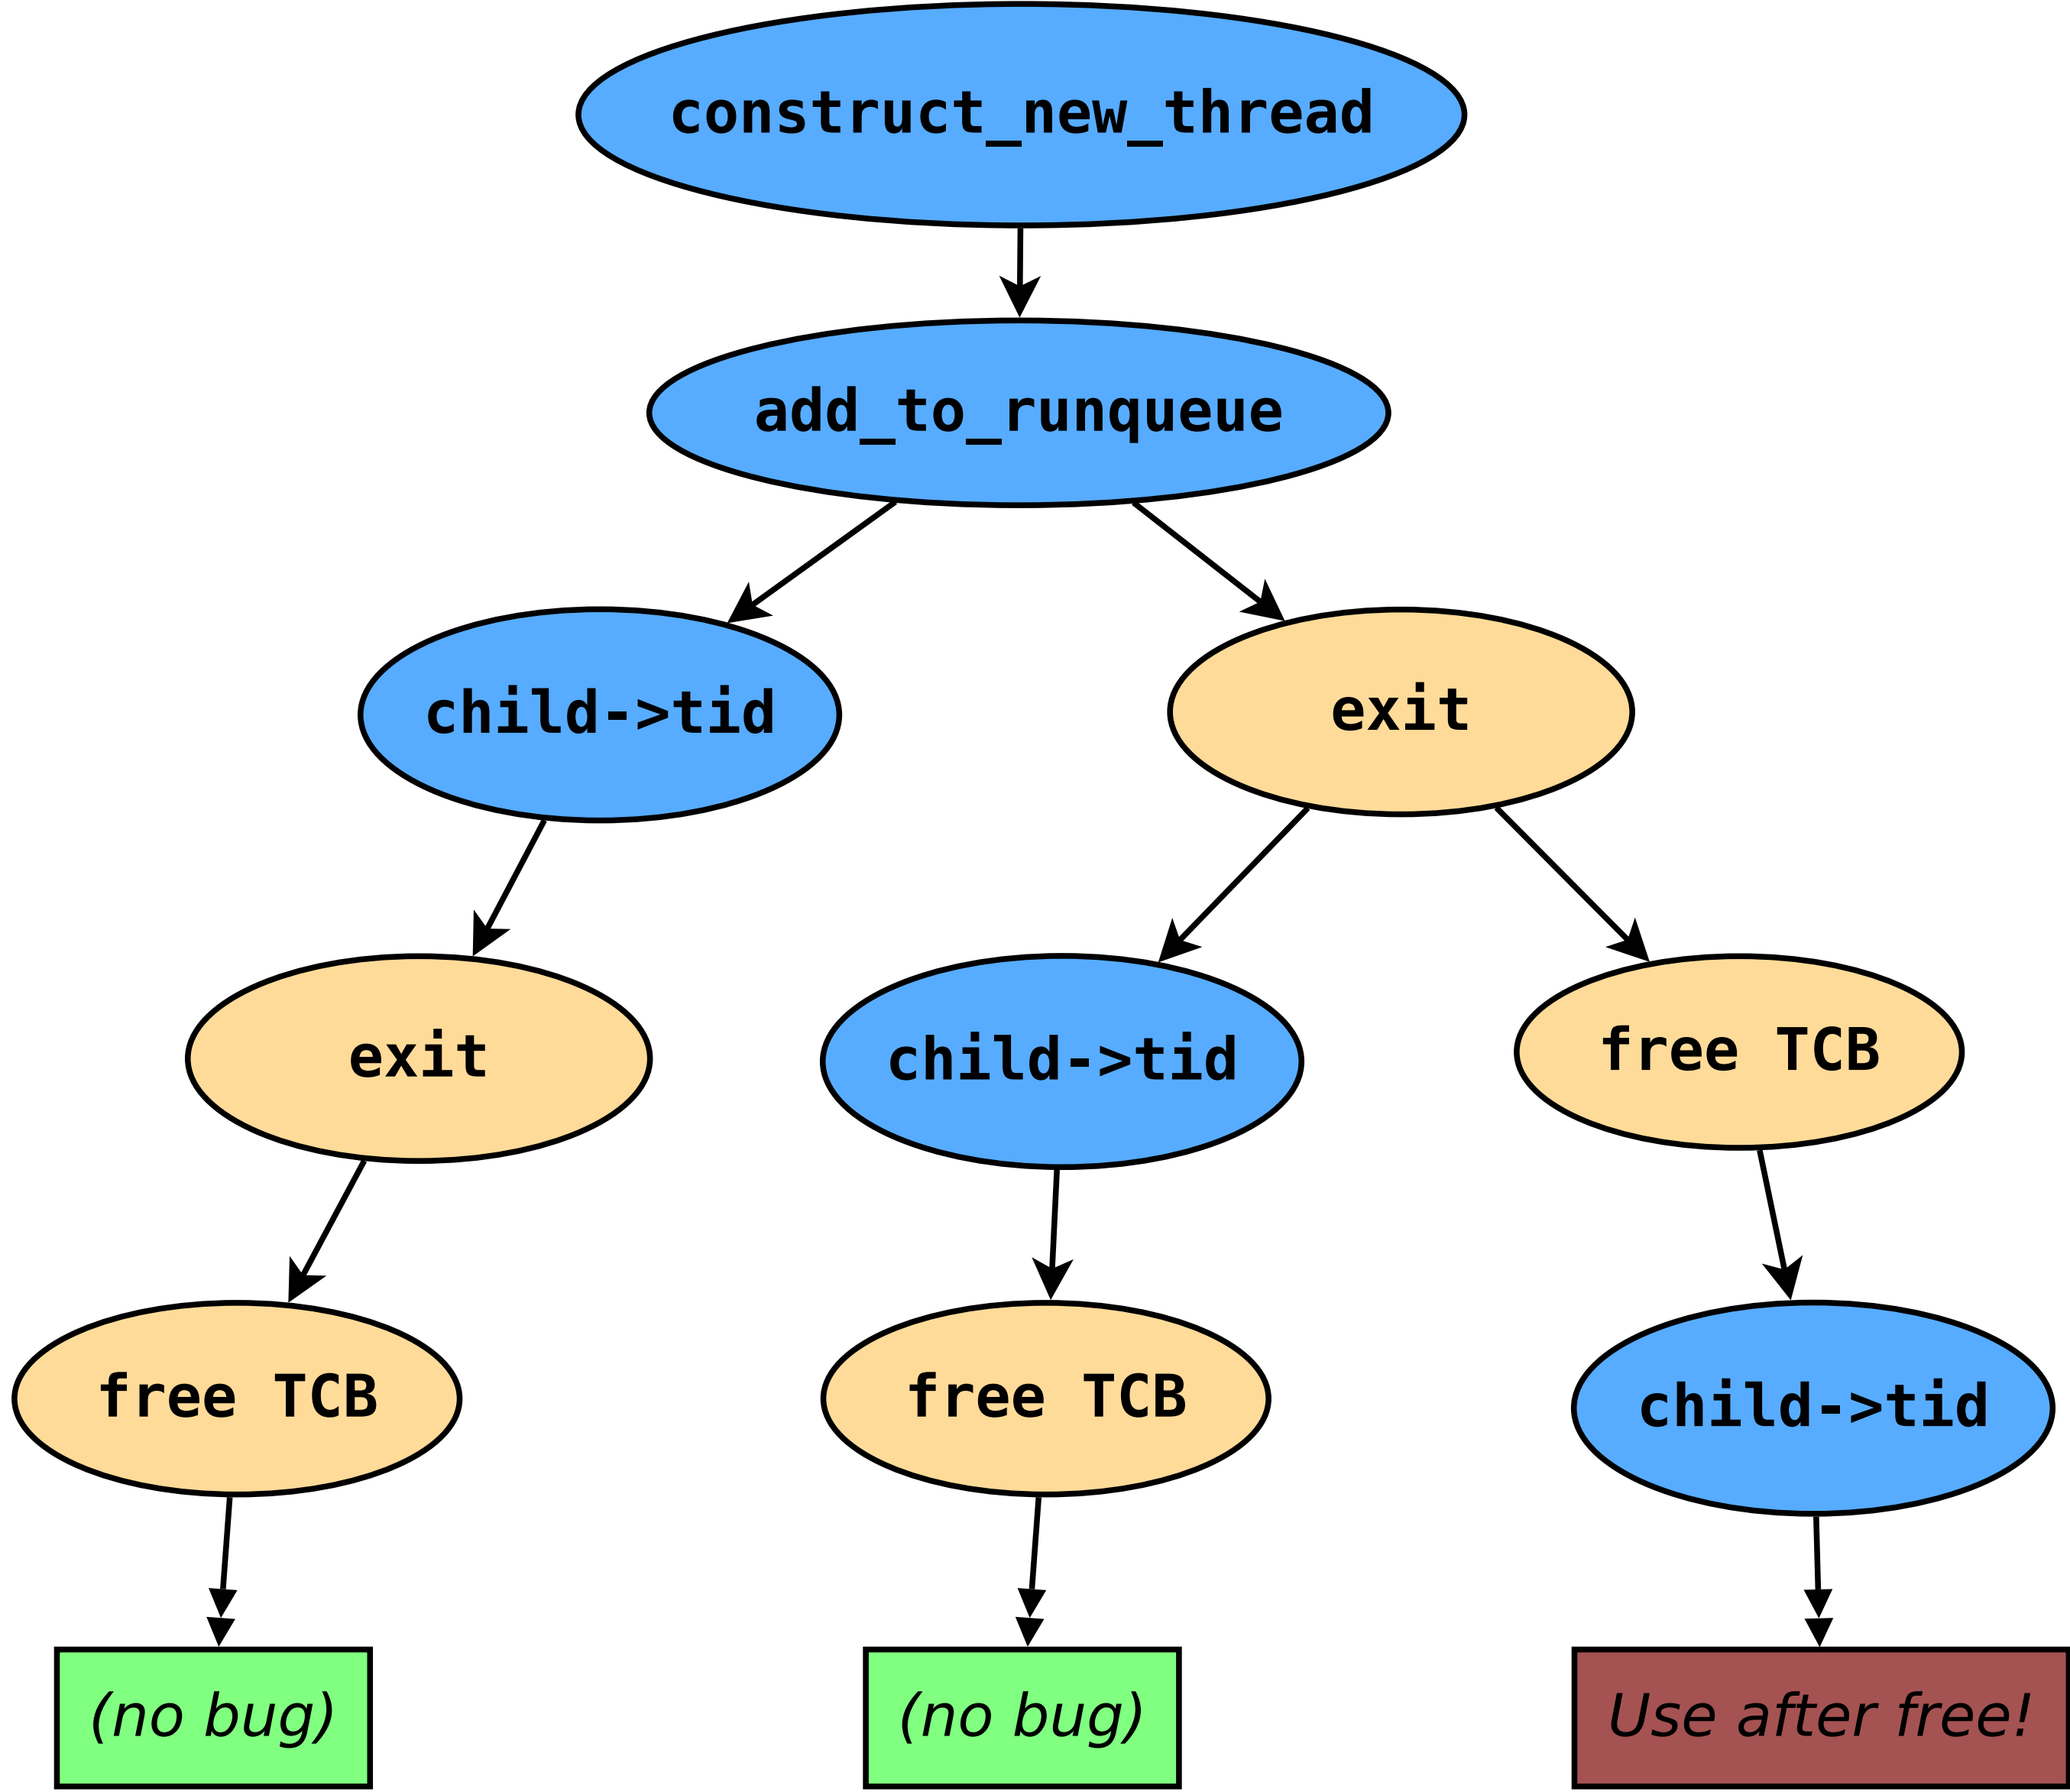 construct_new_thread
add_to_runqueue
child->tid
exit
exit
child->tid
free TCB
free TCB
free TCB
child->tid
(no bug)
(no bug)
Use after free!